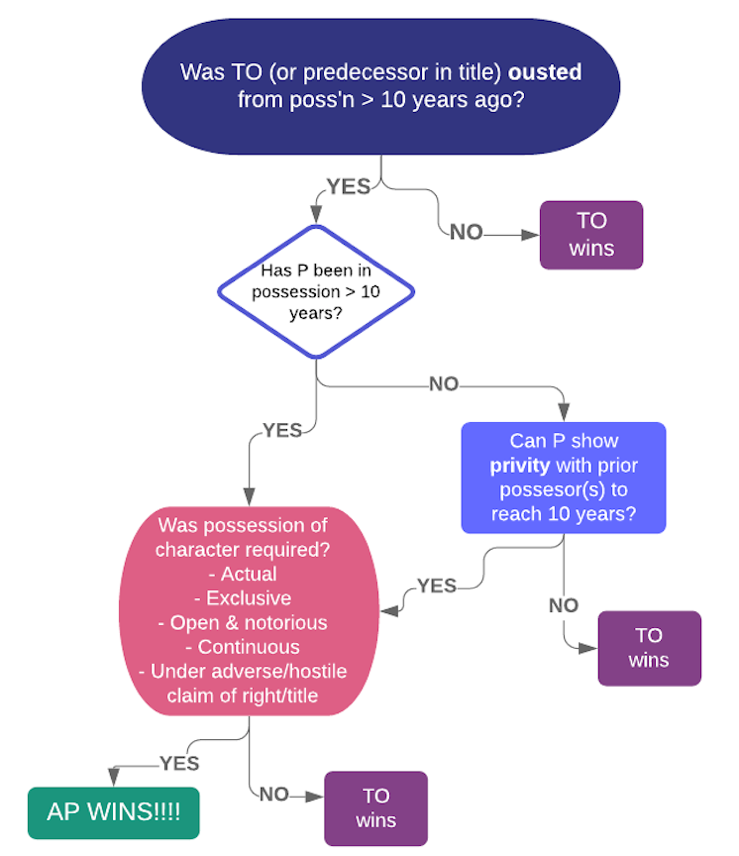 Was TO (or predecessor in title) ousted
from poss'n > 10 years ago?
YES
NO
TO
wins
Has P been in
possession > 10
years?
NO
YES
Can P show
privity with prior
possesor(s) to
reach 10 years?
Was possession of
character required?
- Actual
- Exclusive
- Open & notorious
- Continuous
- Under adverse/hostile
claim of right/title
YES
NO
TO
wins
YES
NO
AP WINS!!!!
TO
wins